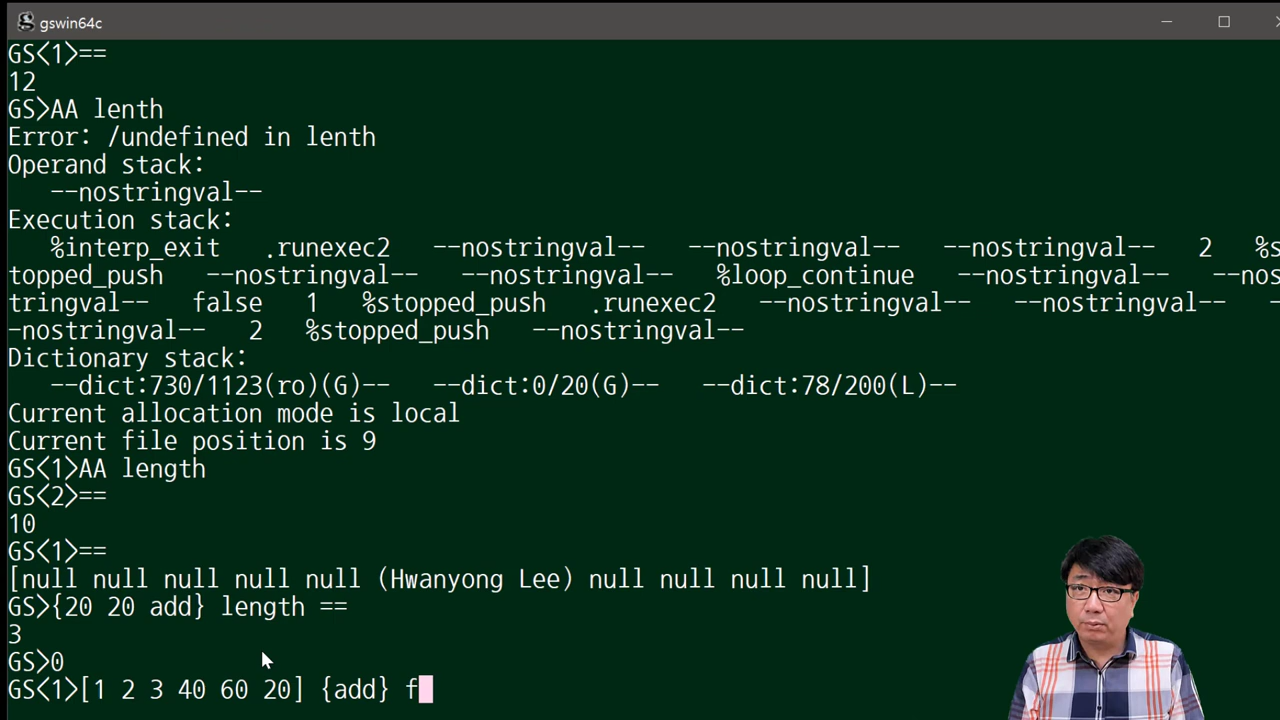 gswin64c
GS<1>==
12
GS>AA lenth
Error: /undefined in lenth
Operand stack:
--nostringval--
Execution stack:
%interp_exit .runexec2 --nostringval-- --nostringval-- --nostringval-- 2 %s
topped_push --nostringval-- --nostringval-- %loop_continue --nostringval-- --nos
tringval-- false 1 %stopped_push .runexec2 --nostringval-- --nostringval-- -
-nostringval-- 2 %stopped_push --nostringval--
Dictionary stack:
--dict:730/1123(ro)(G)-- --dict:0/20(G)-- --dict:78/200(L)--
Current allocation mode is local
Current file position is 9
GS<1>AA length
GS<2>==
10
GS<1>==
[null null null null null (Hwanyong Lee) null null null null]
GS>{20 20 add} length ==
3
GS>0
GS<1>[1 2 3 40 60 20] {add} f